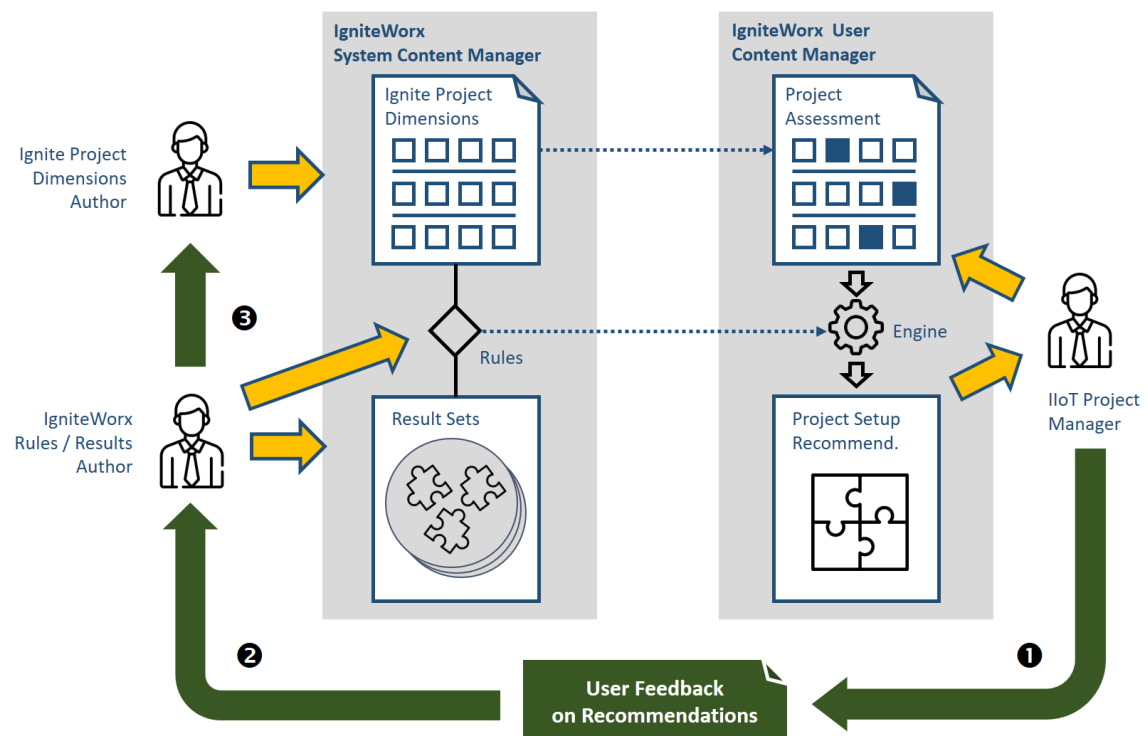 IgniteWorx
System Content Manager
IgniteWorx User
Content Manager
Ignite Project
Dimensions
Project
Assessment
Ignite Project
Dimensions
Author
❸
Rules
Engine
IgniteWorx
Rules / Results
Author
Result Sets
Project Setup
Recommend.
IIoT Project
Manager
❷
❶
User Feedback
on Recommendations